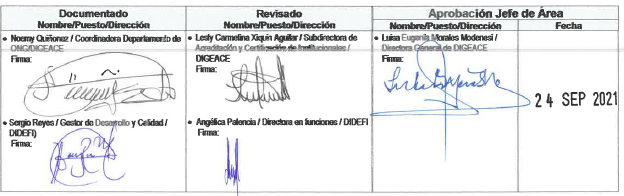 Documentado
Nombre/Puesto/Dirección
Revisado
Nombre/Puesto/Dirección
Aprobación Jefe de Área
Nombre/Puesto/Dirección
Fecha
• Noemy Quiñonez / Coordinadora Departamento de
ONG/DIGEACE
Firma:
• Lesly Carmelina Xiquin Aguilar / Subdirectora de
Acreditación y Certificación de Institucionales /
DIGEACE
Firma:
• Luisa Eugenia Morales Modenesi /
Directora General de DIGEACE
Firma:
24 SEP 2021
• Sergio Reyes / Gestor de Desarrollo y Calidad /
DIDEFI)
Firma:
• Angélica Palencia / Directora en funciones / DIDEFI
Firma: